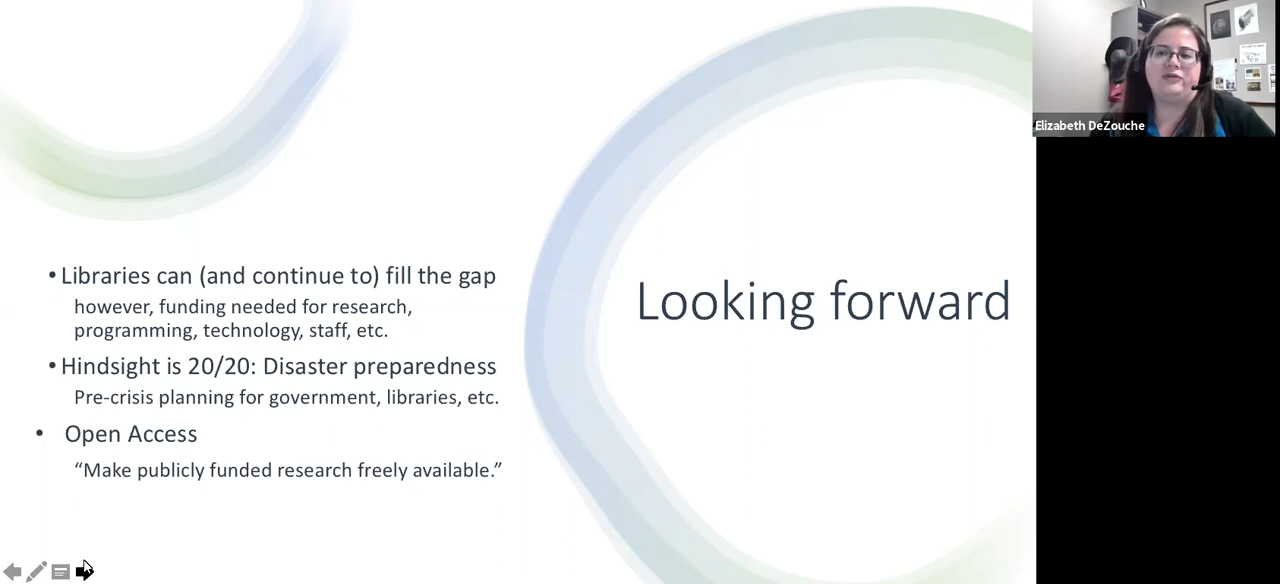 • Libraries can (and continue to) fill the gap
however, funding needed for research,
programming, technology, staff, etc.
• Hindsight is 20/20: Disaster preparedness
Pre-crisis planning for government, libraries, etc.
• Open Access
“Make publicly funded research freely available.”
Looking forward
Elizabeth DeZouche